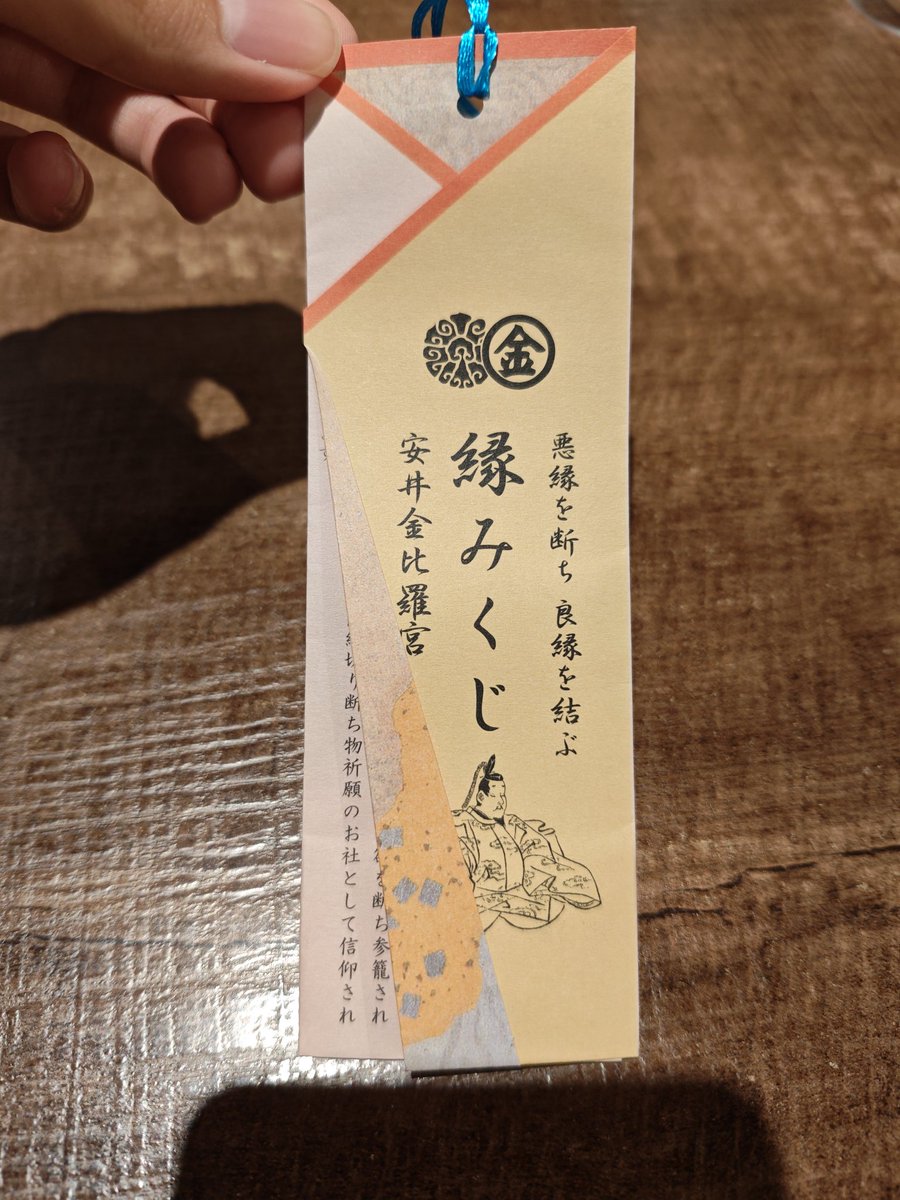 金
悪縁を断ち 良縁を結ぶ
縁みくじ
安井金比羅宮
を断ち参籠され
切り断ち物祈願のお社として信仰され